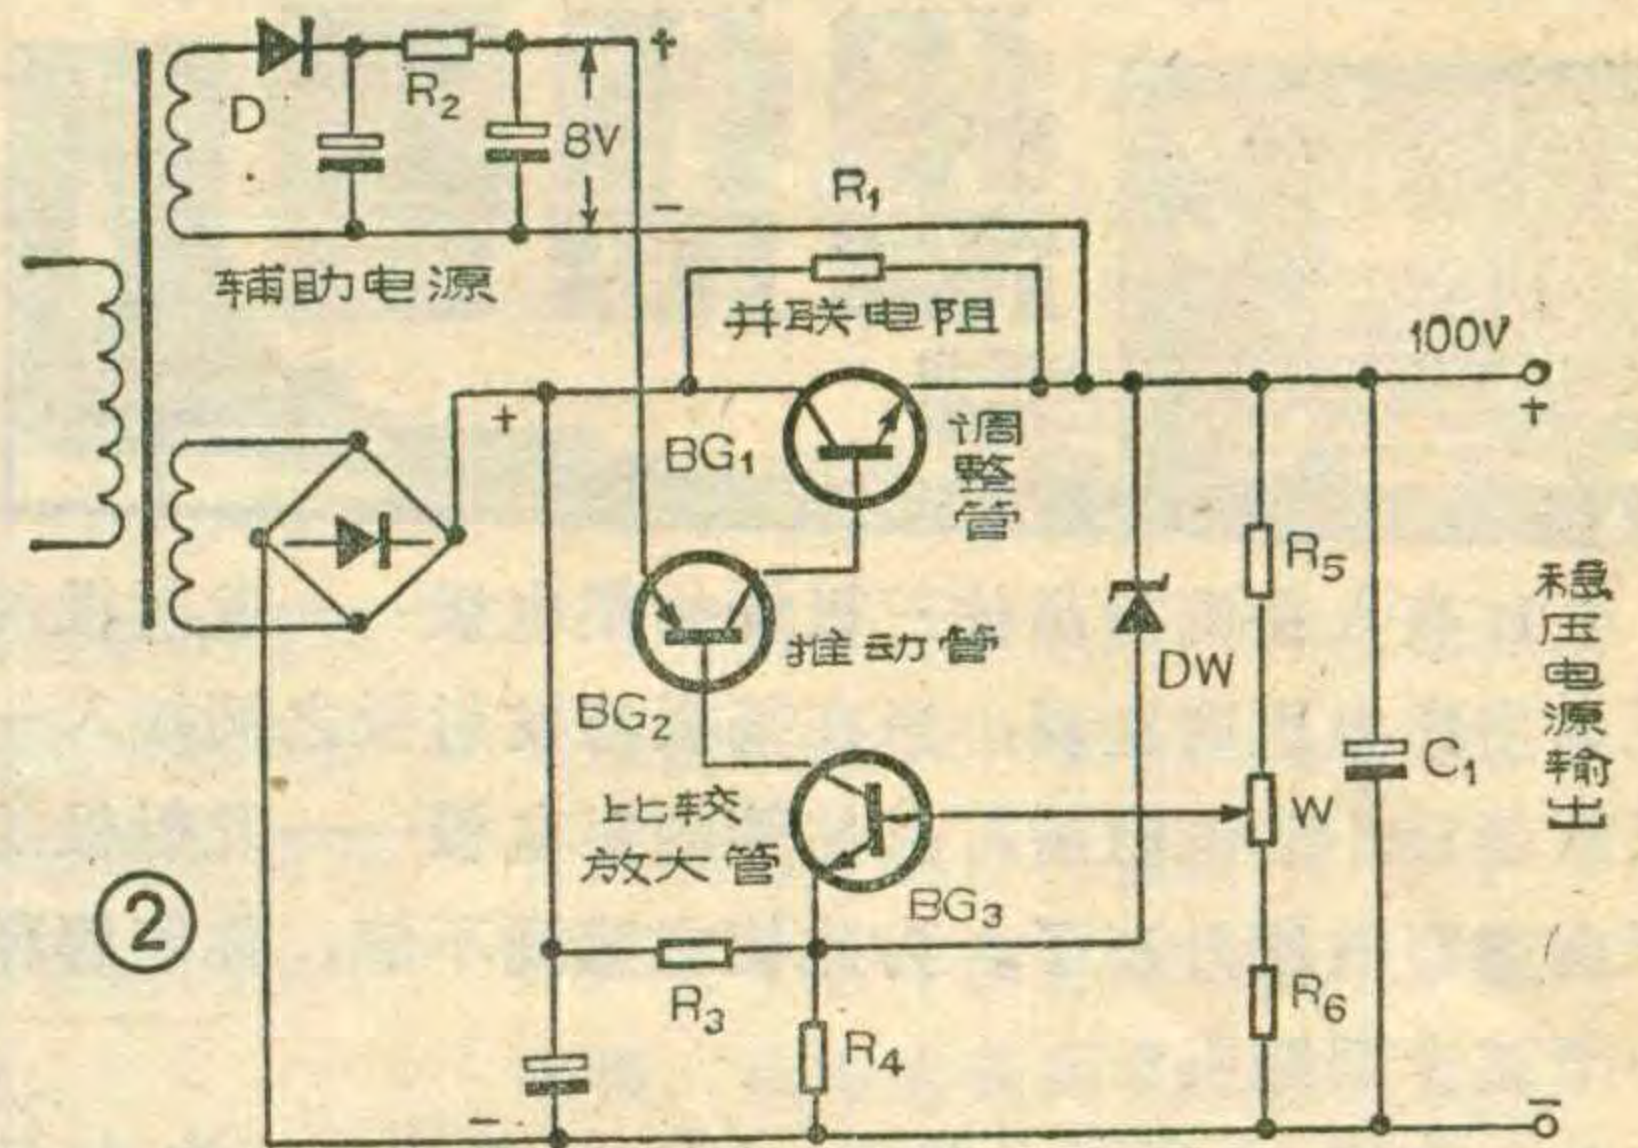 +
D
R₂
8V
-
R₁
辅助电源
并联电阻
100V
+
+
BG₁
调整管
R₅
稳压电源输出
推动管
DW
BG₂
W
C₁
比较
放大管
BG₃
②
R₃
R₄
R₆
-
-